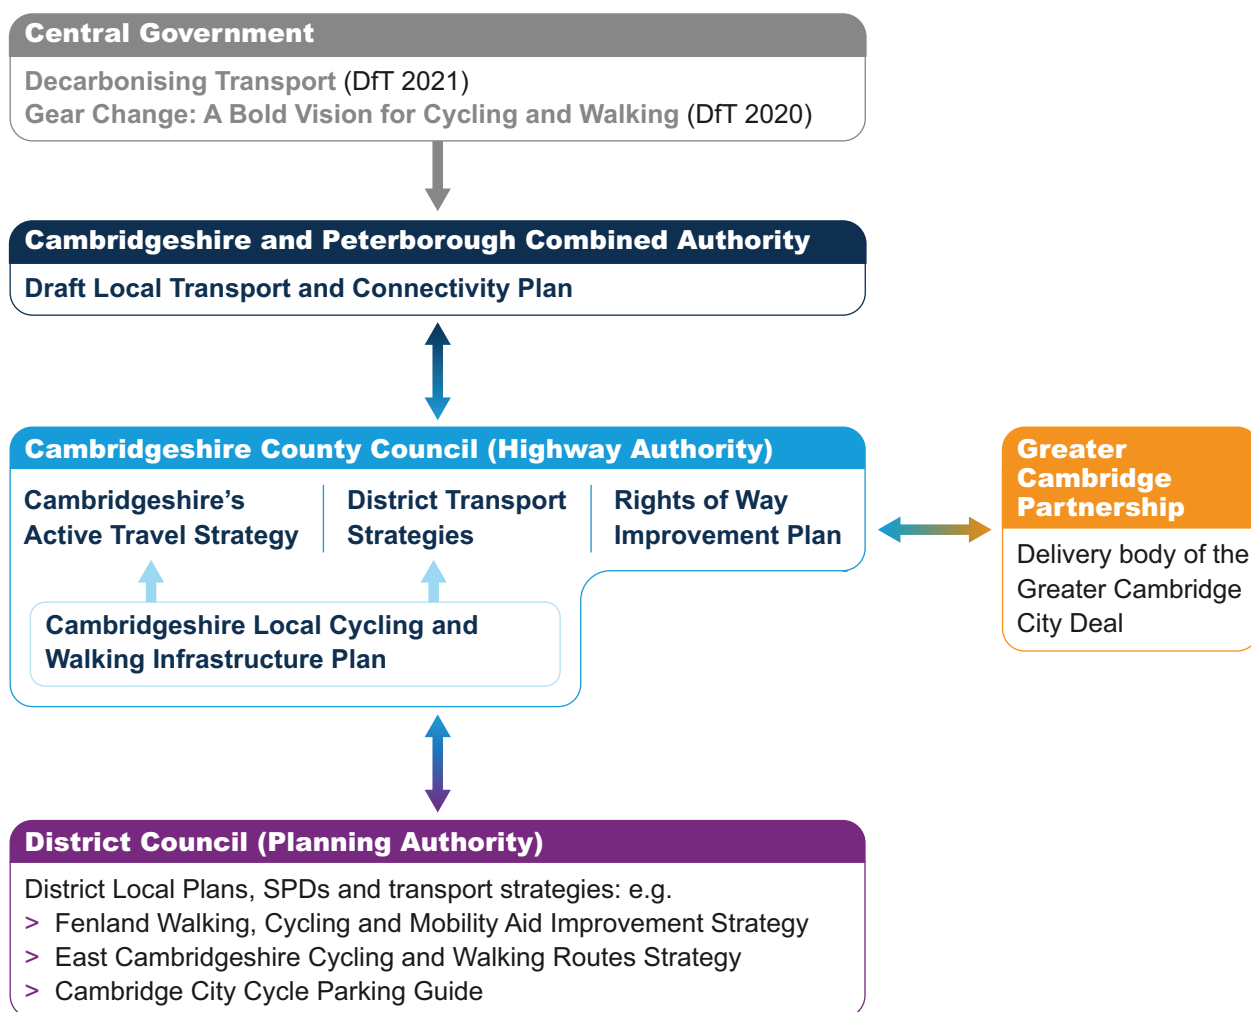 Central Government
Decarbonising Transport (DfT 2021)
Gear Change: A Bold Vision for Cycling and Walking (DfT 2020)
Cambridgeshire and Peterborough Combined Authority
Draft Local Transport and Connectivity Plan
Cambridgeshire County Council (Highway Authority)
Cambridgeshire's
Active Travel Strategy
District Transport
Strategies
Rights of Way
Improvement Plan
Cambridgeshire Local Cycling and
Walking Infrastructure Plan
Greater
Cambridge
Partnership
Delivery body of the
Greater Cambridge
City Deal
District Council (Planning Authority)
District Local Plans, SPDs and transport strategies: e.g.
> Fenland Walking, Cycling and Mobility Aid Improvement Strategy
> East Cambridgeshire Cycling and Walking Routes Strategy
> Cambridge City Cycle Parking Guide